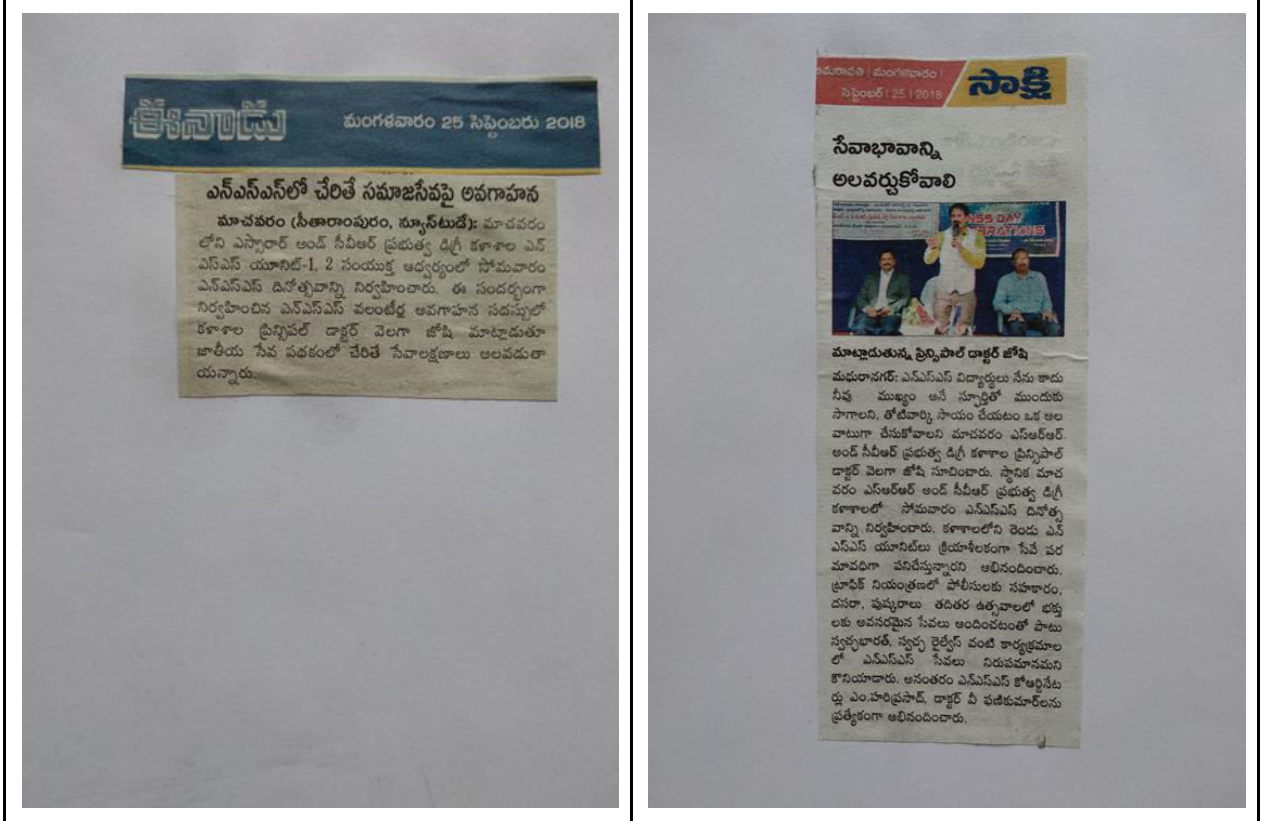 ఈనాడు
మంగళవారం 25 సెప్టెంబరు 2018
ఎన్ఎస్ఎస్‌లో చేరితే సమాజసేవపై అవగాహన
మాచవరం (సీతారాంపురం, న్యూస్‌టుడే): మాచవరం
లోని ఎస్సారార్ అండ్ సీవీఆర్ ప్రభుత్వ డిగ్రీ కళాశాల ఎన్
ఎస్ఎస్ యూనిట్-1, 2 సంయుక్త ఆధ్వర్యంలో సోమవారం
ఎన్ఎస్ఎస్ దినోత్సవాన్ని నిర్వహించారు. ఈ సందర్భంగా
నిర్వహించిన ఎన్ఎస్ఎస్ వలంటీర్ల అవగాహన సదస్సులో
కళాశాల ప్రిన్సిపల్ డాక్టర్ వెలగా జోషి మాట్లాడుతూ
జాతీయ సేవ పథకంలో చేరితే సేవాలక్షణాలు అలవడుతా
యన్నారు.
అమరావతి | మంగళవారం |
సెప్టెంబర్ | 25 | 2018
సాక్షి
సేవాభావాన్ని
అలవర్చుకోవాలి
NSS DAY
మాట్లాడుతున్న ప్రిన్సిపాల్ డాక్టర్ జోషి
మధురానగర్: ఎన్ఎస్ఎస్ విద్యార్థులు నేను కాదు
నీవు ముఖ్యం అనే స్ఫూర్తితో ముందుకు
సాగాలని, తోటివార్కి సాయం చేయటం ఒక అల
వాటుగా చేసుకోవాలని మాచవరం ఎస్ఆర్ఆర్
అండ్ సీవీఆర్ ప్రభుత్వ డిగ్రీ కళాశాల ప్రిన్సిపాల్
డాక్టర్ వెలగా జోషి సూచించారు. స్థానిక మాచ
వరం ఎస్ఆర్ఆర్ అండ్ సీవీఆర్ ప్రభుత్వ డిగ్రీ
కళాశాలలో సోమవారం ఎన్ఎస్ఎస్ దినోత్స
వాన్ని నిర్వహించారు. కళాశాలలోని రెండు ఎన్
ఎస్ఎస్ యూనిట్‌లు క్రియాశీలకంగా సేవే పర
మావధిగా పనిచేస్తున్నారని అభినందించారు.
ట్రాఫిక్ నియంత్రణలో పోలీసులకు సహకారం,
దసరా, పుష్కరాలు తదితర ఉత్సవాలలో భక్తు
లకు అవసరమైన సేవలు అందించటంతో పాటు
స్వచ్ఛభారత్, స్వచ్ఛ రైల్వేస్ వంటి కార్యక్రమాల
లో ఎన్ఎస్ఎస్ సేవలు నిరుపమానమని
కొనియాడారు. అనంతరం ఎన్ఎస్ఎస్ కోఆర్డినేట
ర్లు ఎం.హరిప్రసాద్, డాక్టర్ వీ ఫణికుమార్‌లను
ప్రత్యేకంగా అభినందించారు.